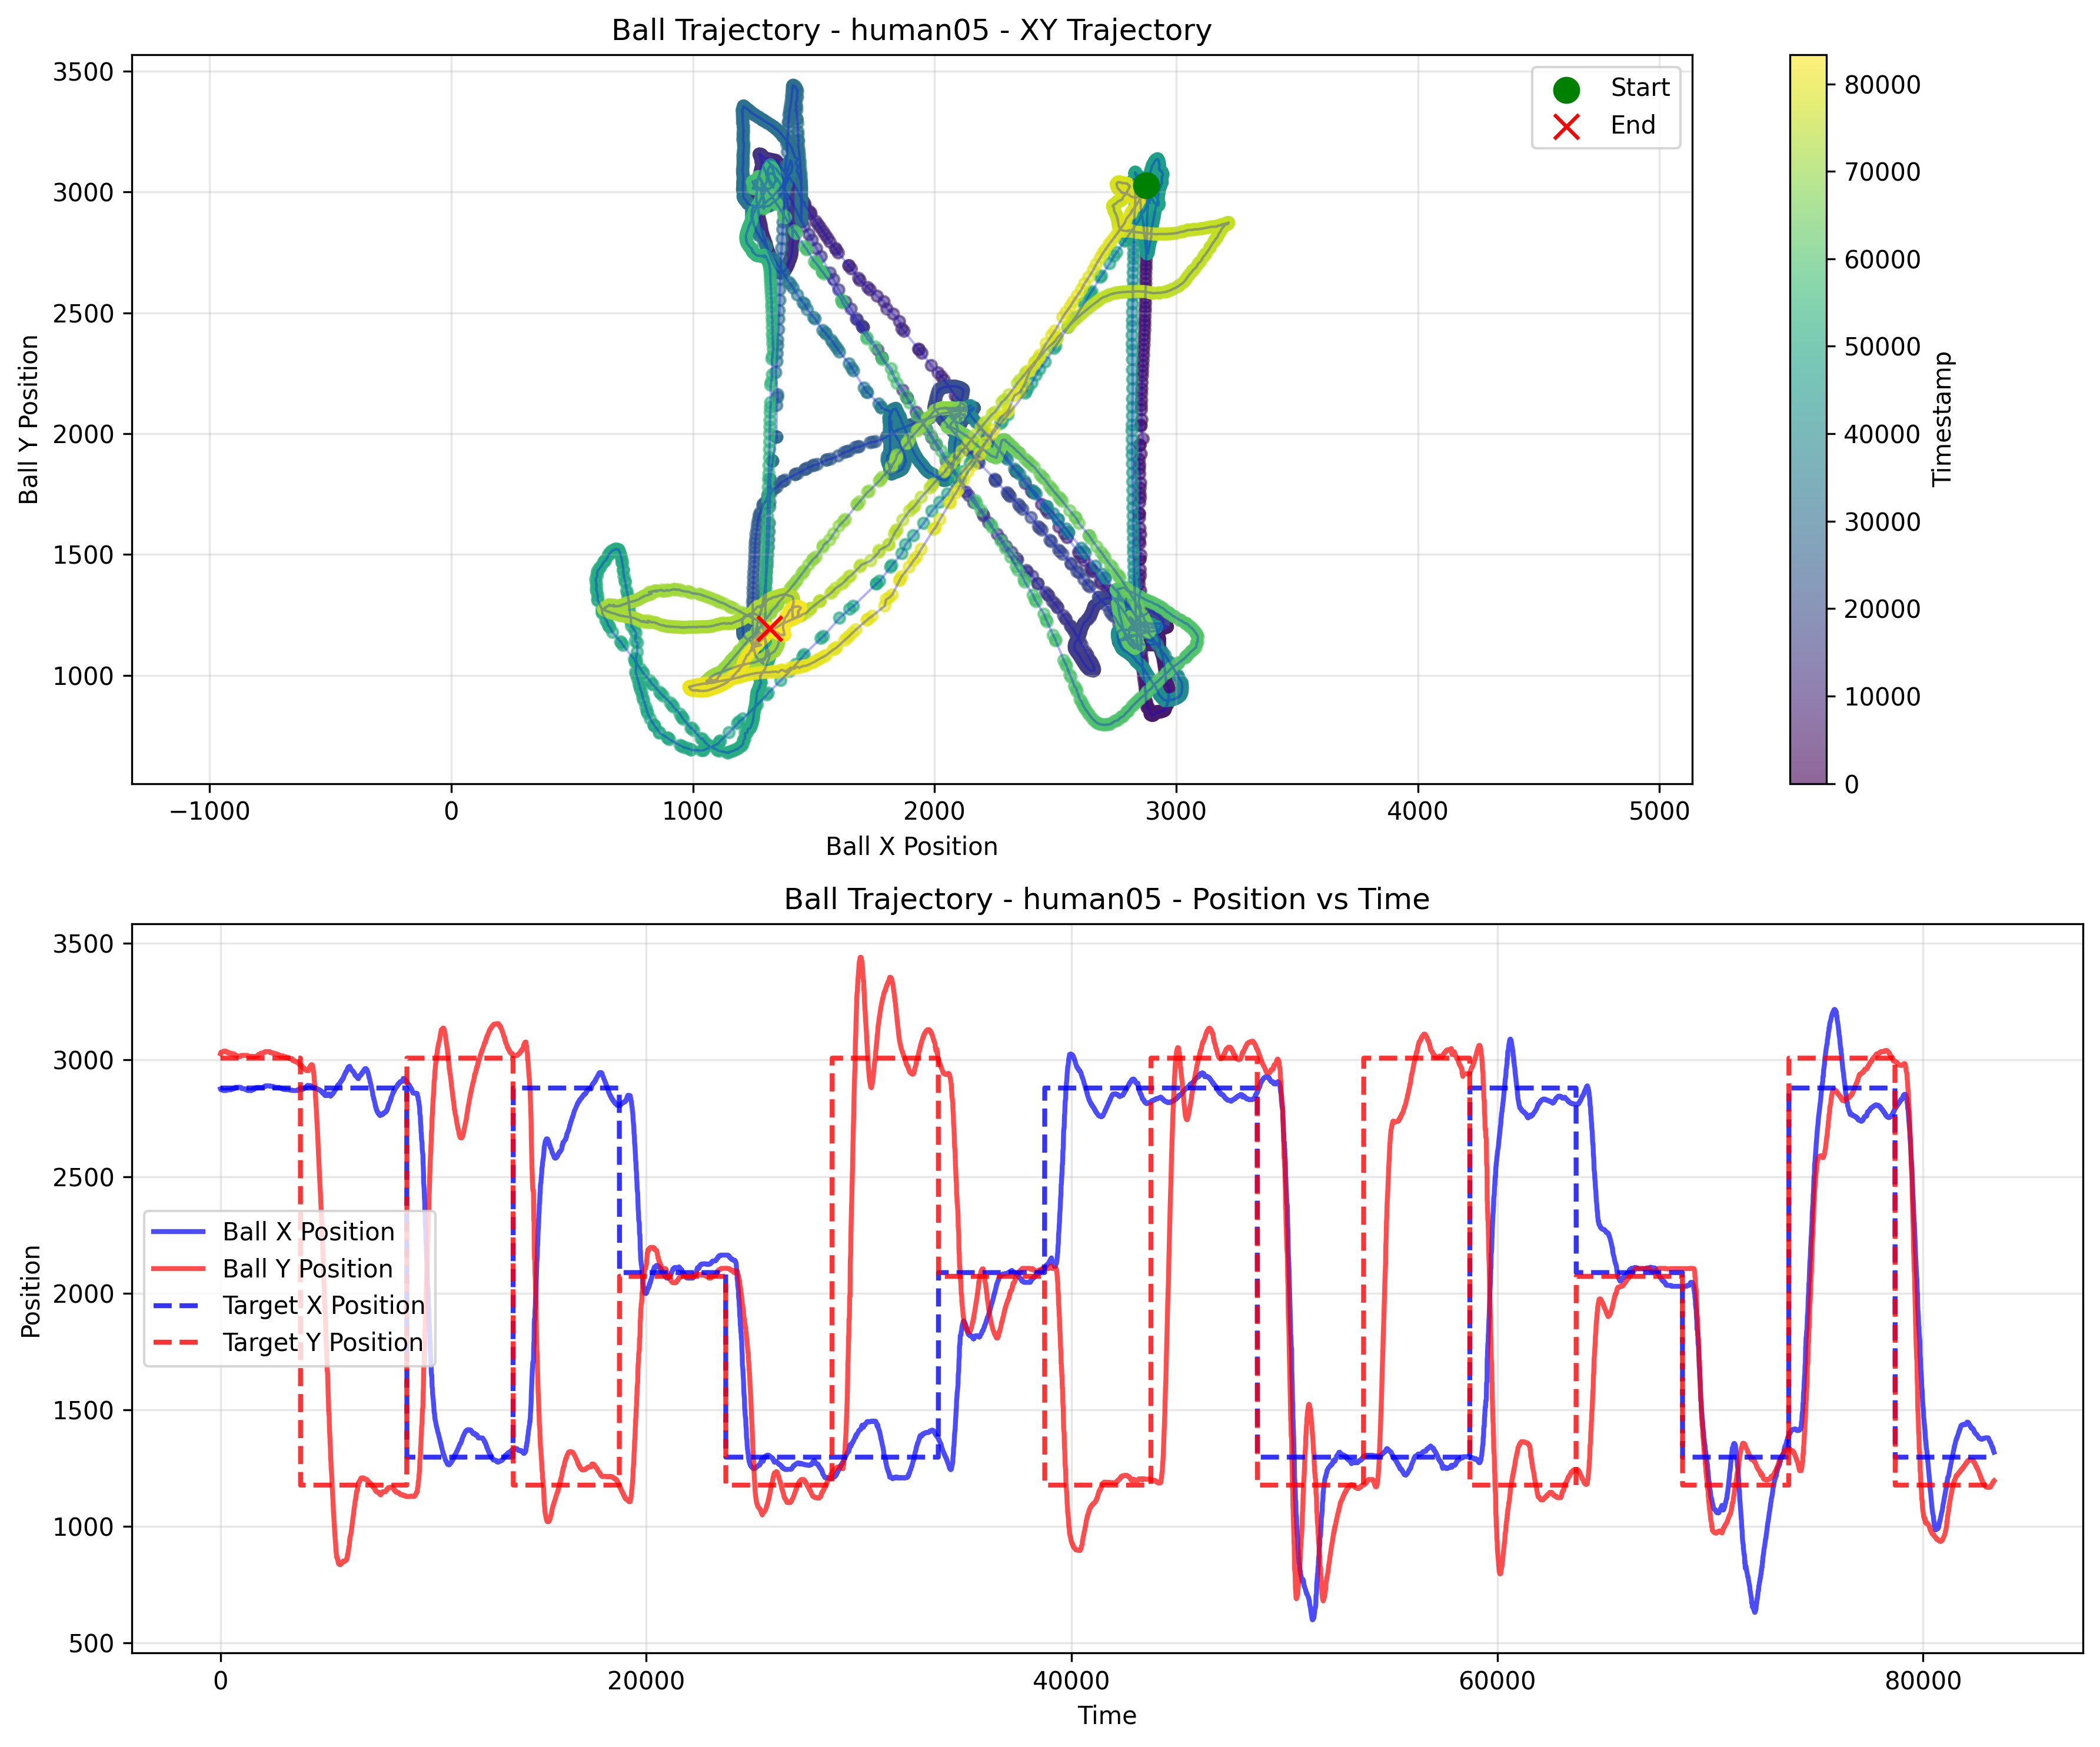 Ball Trajectory - human05 - XY Trajectory
3500
3000
2500
2000
1500
1000
Ball Y Position
−1000
0
1000
2000
3000
4000
5000
Ball X Position
Start
End
80000
70000
60000
50000
40000
30000
20000
10000
0
Timestamp
Ball Trajectory - human05 - Position vs Time
3500
3000
2500
2000
1500
1000
500
Position
Ball X Position
Ball Y Position
Target X Position
Target Y Position
0
20000
40000
60000
80000
Time